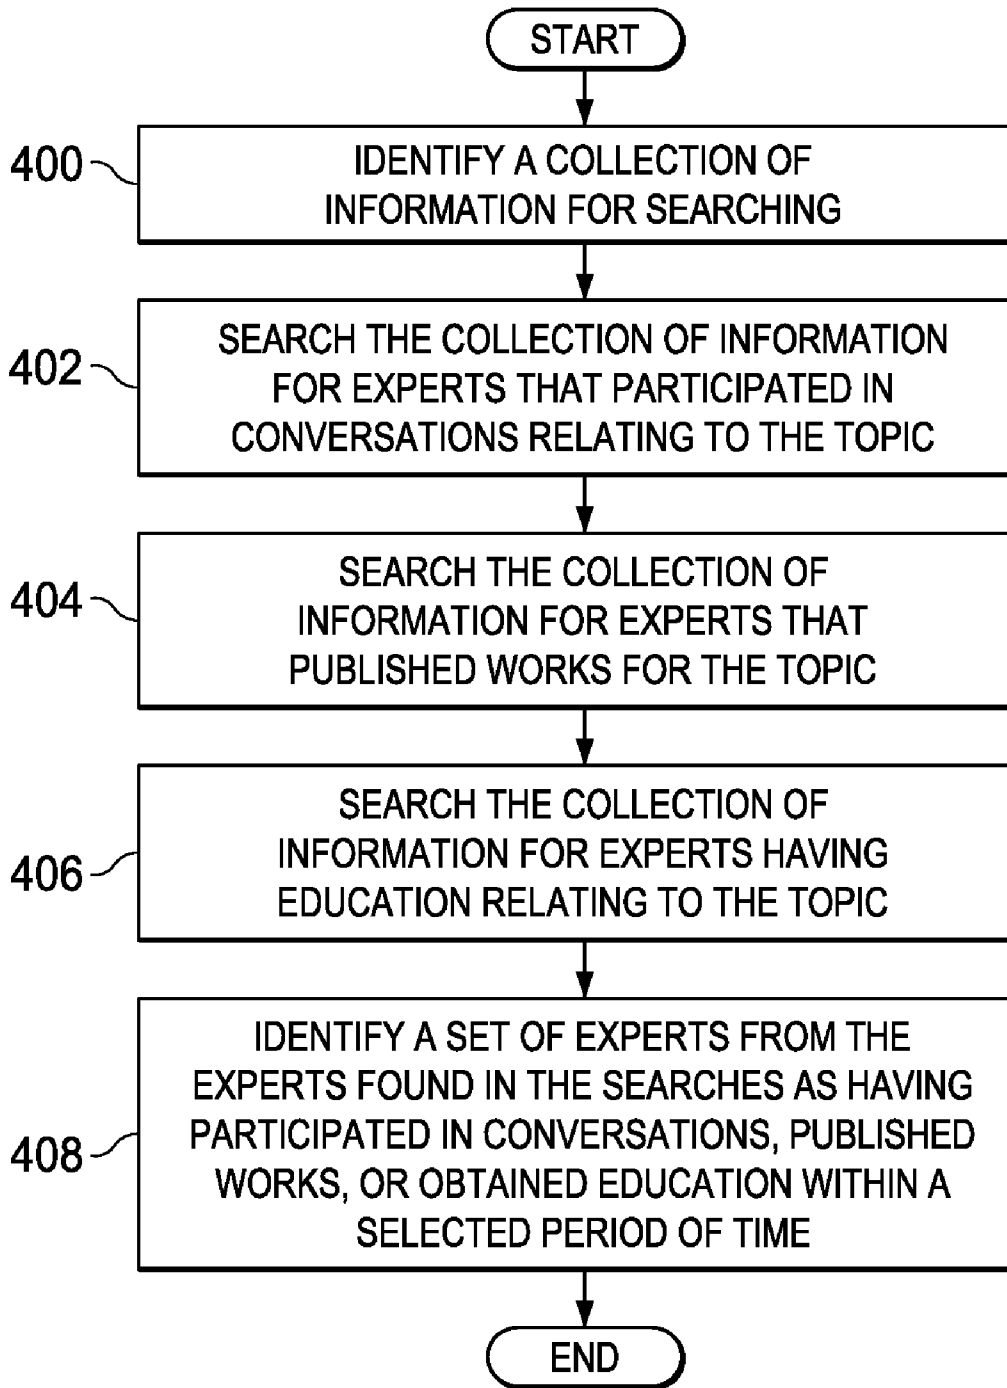 START
400
IDENTIFY A COLLECTION OF
INFORMATION FOR SEARCHING
402
SEARCH THE COLLECTION OF INFORMATION
FOR EXPERTS THAT PARTICIPATED IN
CONVERSATIONS RELATING TO THE TOPIC
404
SEARCH THE COLLECTION OF
INFORMATION FOR EXPERTS THAT
PUBLISHED WORKS FOR THE TOPIC
406
SEARCH THE COLLECTION OF
INFORMATION FOR EXPERTS HAVING
EDUCATION RELATING TO THE TOPIC
408
IDENTIFY A SET OF EXPERTS FROM THE
EXPERTS FOUND IN THE SEARCHES AS HAVING
PARTICIPATED IN CONVERSATIONS, PUBLISHED
WORKS, OR OBTAINED EDUCATION WITHIN A
SELECTED PERIOD OF TIME
END